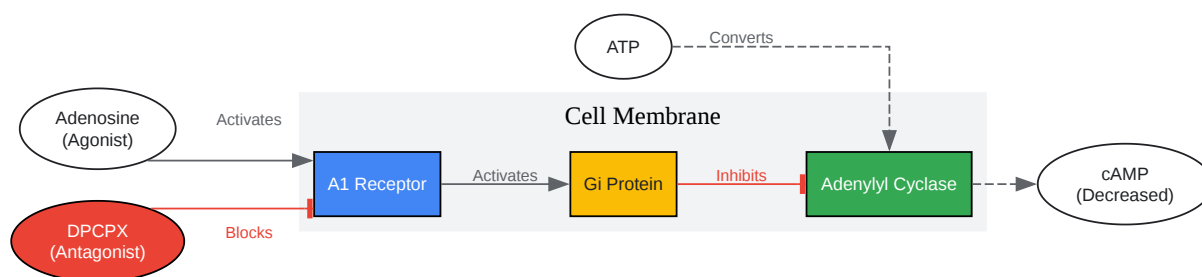 ATP
Converts
Cell Membrane
Adenosine
(Agonist)
Activates
A1 Receptor
Activates
Gi Protein
Inhibits
Adenylyl Cyclase
cAMP
(Decreased)
DPCPX
(Antagonist)
Blocks